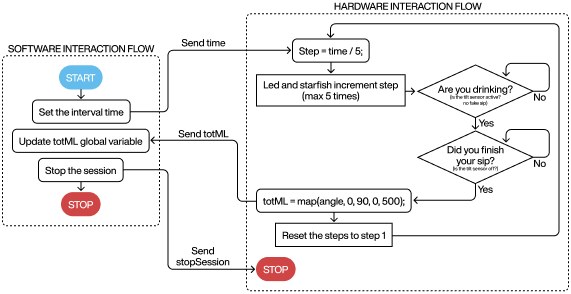 HARDWARE INTERACTION FLOW
SOFTWARE INTERACTION FLOW
START
Set the interval time
Update totML global variable
Stop the session
STOP
Send time
Send totML
Send
stopSession
Step = time / 5;
Led and starfish increment step
(max 5 times)
Are you drinking?
(Is the tilt sensor active?
no fake sip)
No
Yes
Did you finish
your sip?
(Is the tilt sensor off?)
No
Yes
totML = map(angle, 0, 90, 0, 500);
Reset the steps to step 1
STOP